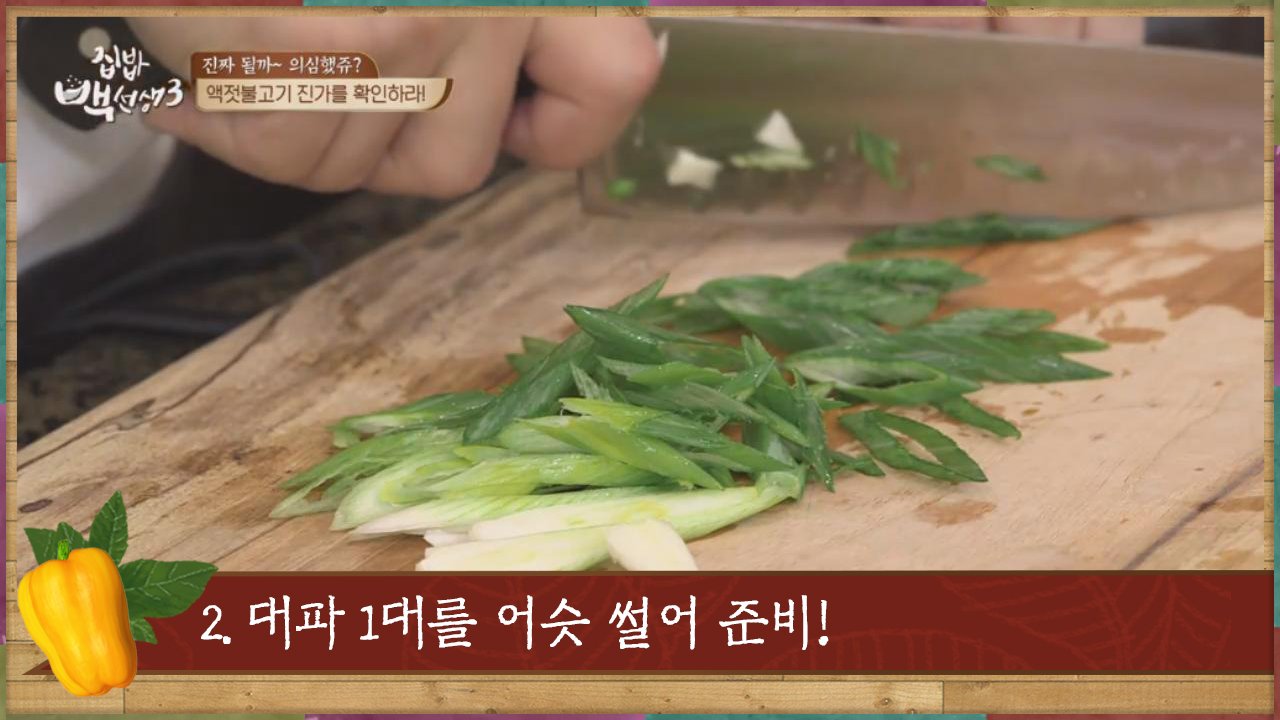 집밥
백선생3
진짜 될까~ 의심했쥬?
액젓불고기 진가를 확인하라!
2. 대파 1대를 어슷 썰어 준비!